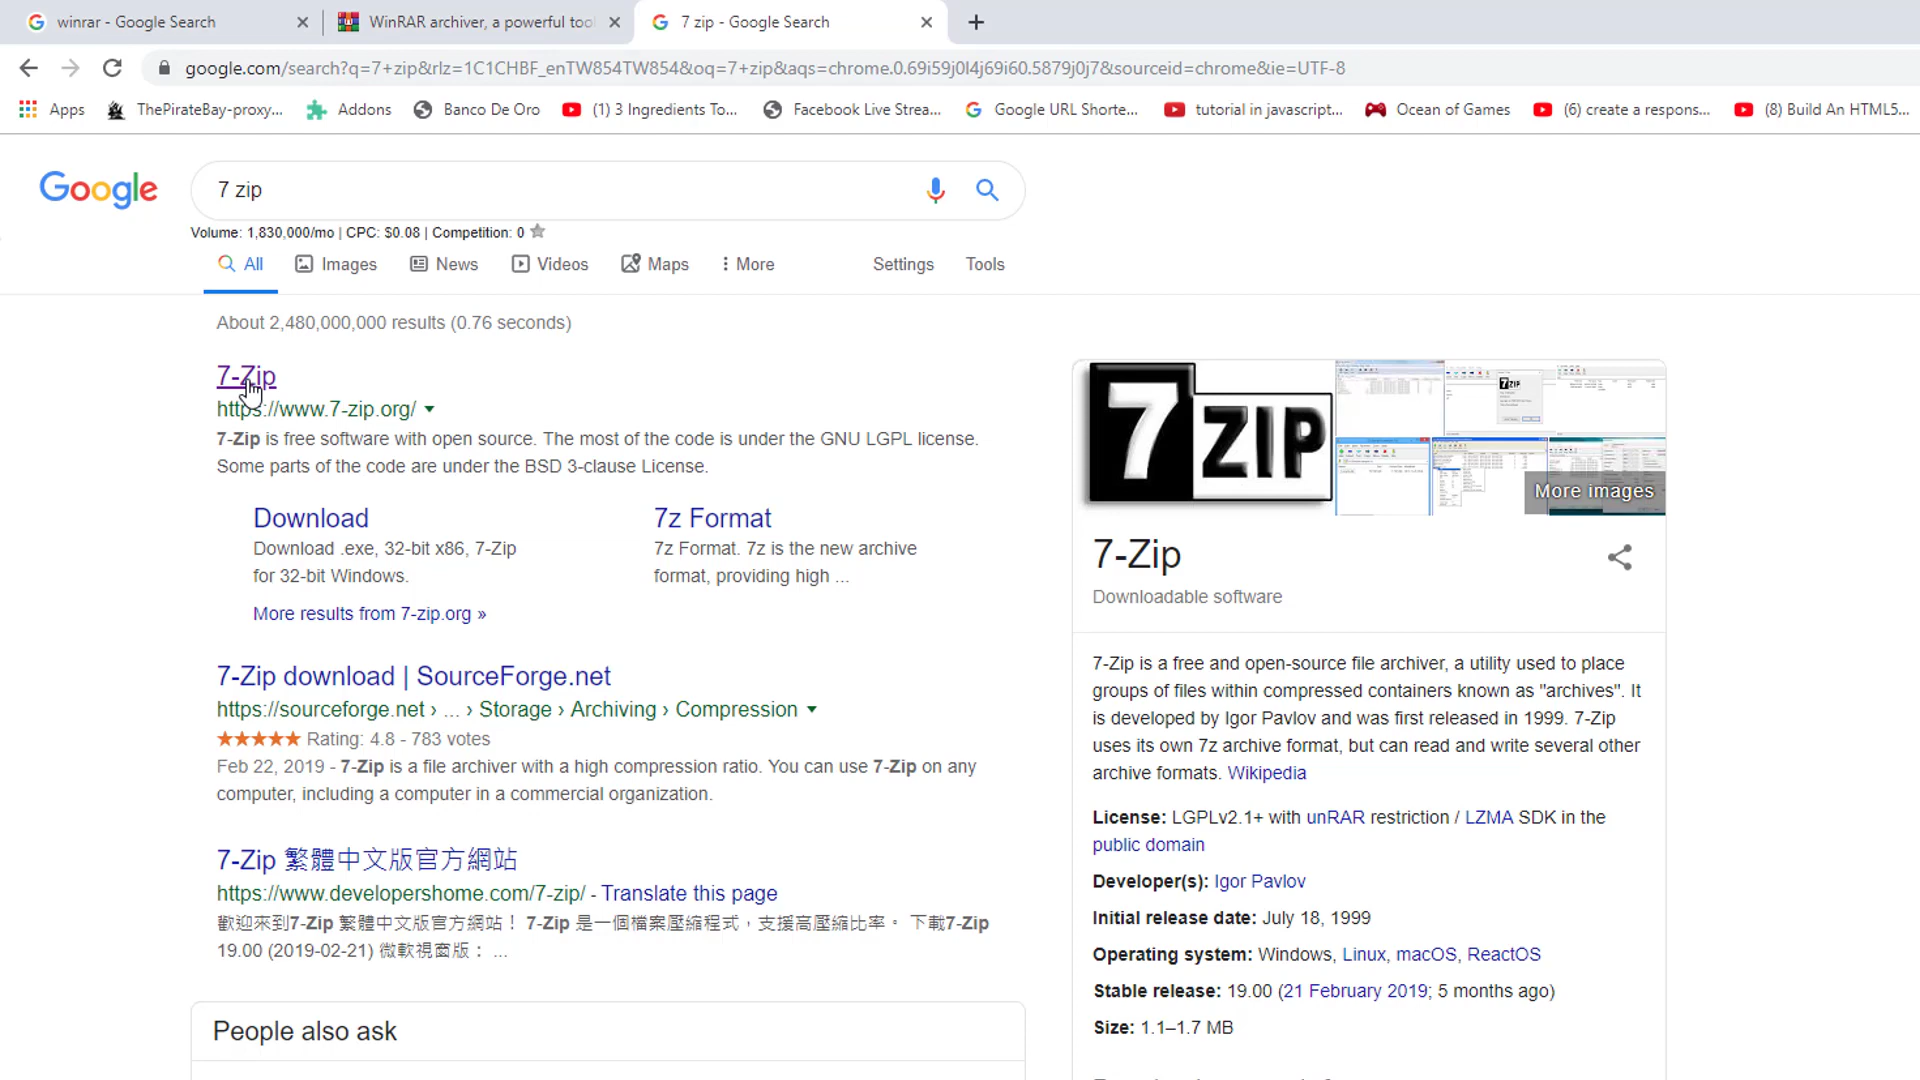 winrar - Google Search
WinRAR archiver, a powerful too
7 zip - Google Search
google.com/search?q=7+zip&rlz=1C1CHBF_enTW854TW854&oq=7+zip&aqs=chrome.0.69i59j0l4j69i60.5879j0j7&sourceid=chrome&ie=UTF-8
Apps
ThePirateBay-proxy...
Addons
Banco De Oro
(1) 3 Ingredients To...
Facebook Live Strea...
Google URL Shorte...
tutorial in javascript...
Ocean of Games
(6) create a respons...
(8) Build An HTML5...
Google
7 zip
Volume: 1,830,000/mo | CPC: $0.08 | Competition: 0
All
Images
News
Videos
Maps
More
Settings
Tools
About 2,480,000,000 results (0.76 seconds)
7-Zip
https://www.7-zip.org/
7-Zip is free software with open source. The most of the code is under the GNU LGPL license.
Some parts of the code are under the BSD 3-clause License.
Download
Download .exe, 32-bit x86, 7-Zip
for 32-bit Windows.
7z Format
7z Format. 7z is the new archive
format, providing high ...
More results from 7-zip.org »
7-Zip download | SourceForge.net
https://sourceforge.net › ... › Storage › Archiving › Compression
Rating: 4.8 - 783 votes
Feb 22, 2019 - 7-Zip is a file archiver with a high compression ratio. You can use 7-Zip on any
computer, including a computer in a commercial organization.
7-Zip 繁體中文版官方網站
https://www.developershome.com/7-zip/ - Translate this page
歡迎來到7-Zip 繁體中文版官方網站！ 7-Zip 是一個檔案壓縮程式，支援高壓縮比率。 下載7-Zip
19.00 (2019-02-21) 微軟視窗版： ...
People also ask
7 ZIP
7ZIP
More images
7-Zip
Downloadable software
7-Zip is a free and open-source file archiver, a utility used to place
groups of files within compressed containers known as "archives". It
is developed by Igor Pavlov and was first released in 1999. 7-Zip
uses its own 7z archive format, but can read and write several other
archive formats. Wikipedia
License: LGPLv2.1+ with unRAR restriction / LZMA SDK in the
public domain
Developer(s): Igor Pavlov
Initial release date: July 18, 1999
Operating system: Windows, Linux, macOS, ReactOS
Stable release: 19.00 (21 February 2019; 5 months ago)
Size: 1.1–1.7 MB